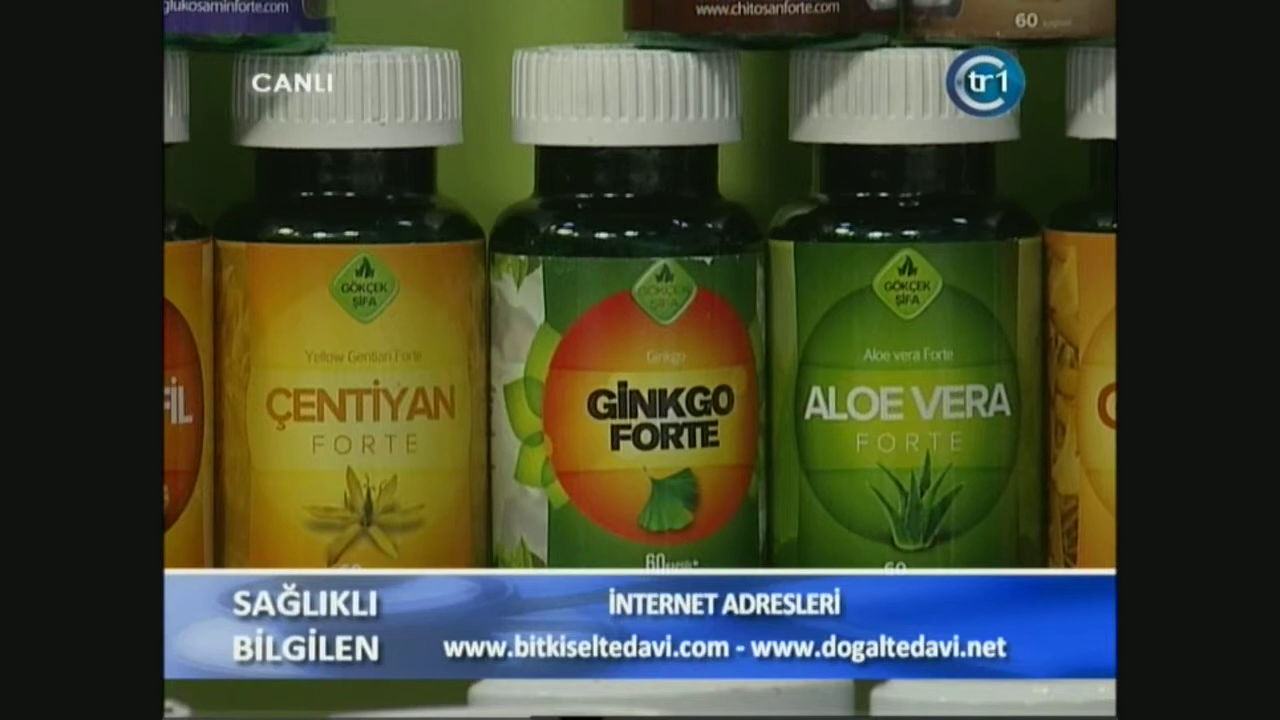 glukosaminforte.com
www.chitosanforte.com
60
CANLI
tr1
GÖKÇEK
ŞİFA
Yellow Gentian Forte
ÇENTİYAN
FORTE
GÖKÇEK
ŞİFA
Ginkgo
GİNKGO
FORTE
60
GÖKÇEK
ŞİFA
Aloe vera Forte
ALOE VERA
FORTE
60
SAĞLIKLI
BİLGİLEN
İNTERNET ADRESLERİ
www.bitkiseltedavi.com - www.dogaltedavi.net